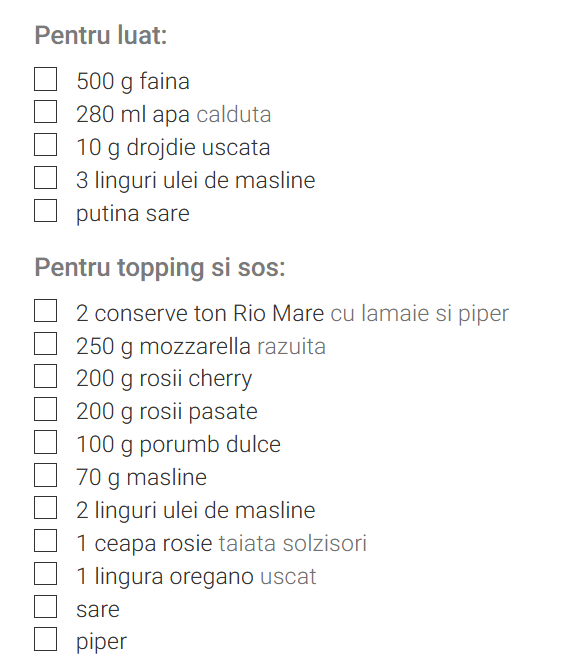 Pentru luat:
500 g faina
280 ml apa calduta
10 g drojdie uscata
3 linguri ulei de masline
putina sare
Pentru topping si sos:
2 conserve ton Rio Mare cu lamaie si piper
250 g mozzarella razuita
200 g rosii cherry
200 g rosii pasate
100 g porumb dulce
70 g masline
2 linguri ulei de masline
1 ceapa rosie taiata solzisori
1 lingura oregano uscat
sare
piper